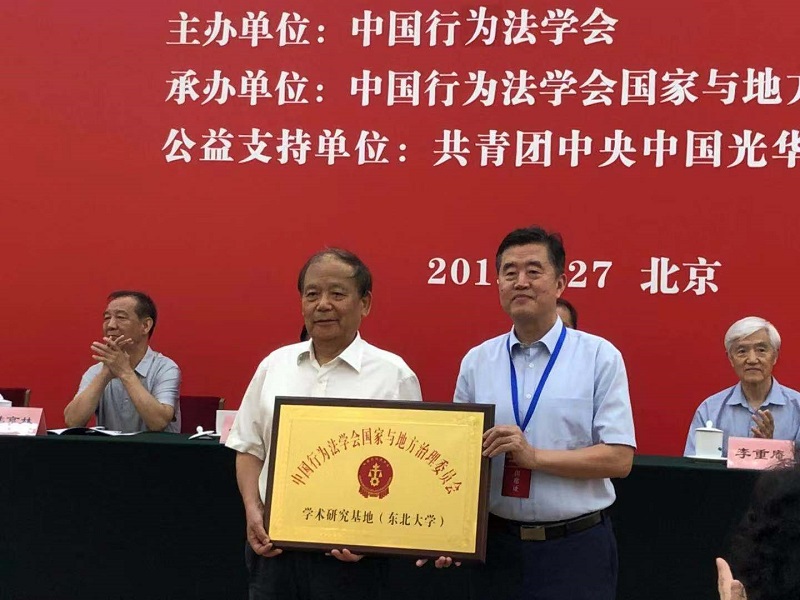 主办单位：中国行为法学会
承办单位：中国行为法学会国家与地方
公益支持单位：共青团中央中国光华
201
27 北京
中国行为法学会国家与地方治理委员会
学术研究基地（东北大学）
李重庵